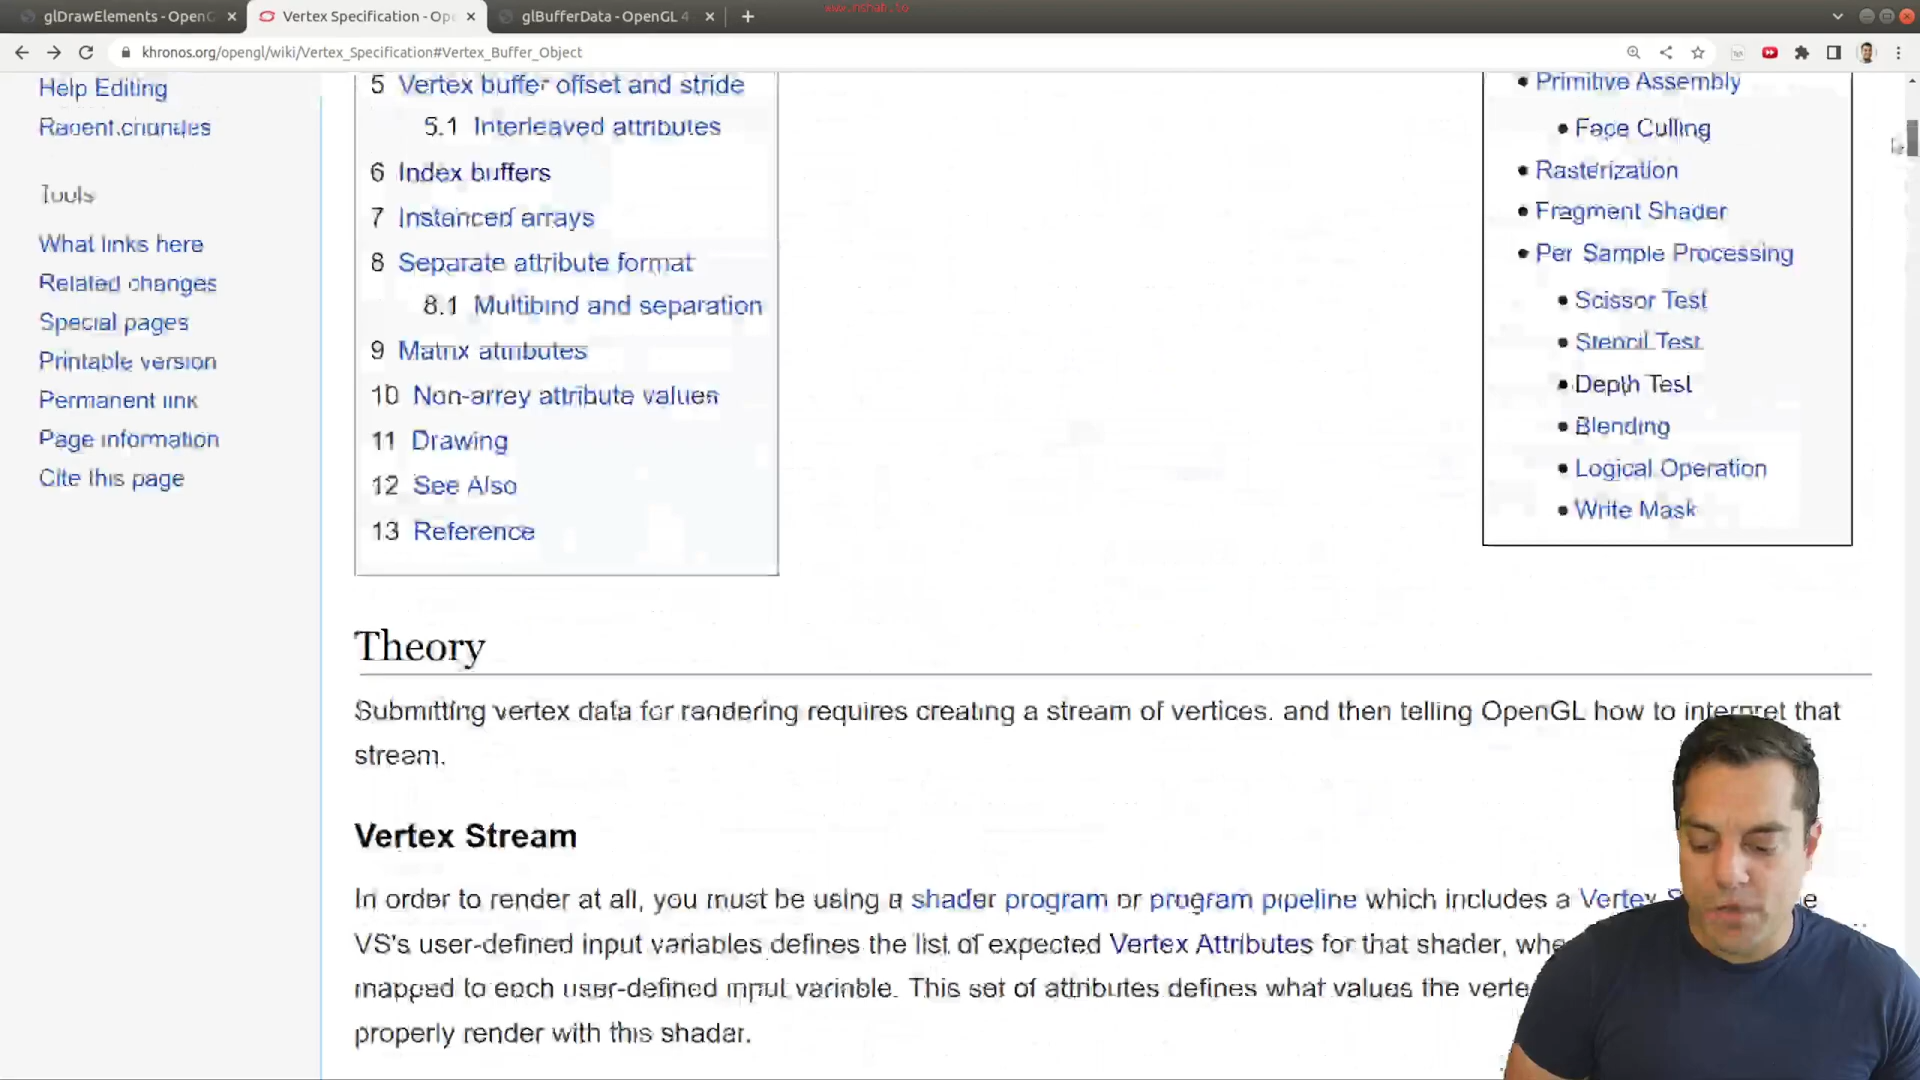 glDrawElements - OpenG
Vertex Specification - Ope
glBufferData - OpenGL 4
khronos.org/opengl/wiki/Vertex_Specification#Vertex_Buffer_Object
Help Editing
Recent changes
Tools
What links here
Related changes
Special pages
Printable version
Permanent link
Page information
Cite this page
5 Vertex buffer offset and stride
5.1 Interleaved attributes
6 Index buffers
7 Instanced arrays
8 Separate attribute format
8.1 Multibind and separation
9 Matrix attributes
10 Non-array attribute values
11 Drawing
12 See Also
13 Reference
Primitive Assembly
Face Culling
Rasterization
Fragment Shader
Per Sample Processing
Scissor Test
Stencil Test
Depth Test
Blending
Logical Operation
Write Mask
Theory
Submitting vertex data for rendering requires creating a stream of vertices, and then telling OpenGL how to interpret that
stream.
Vertex Stream
In order to render at all, you must be using a shader program or program pipeline which includes a Vertex
VS's user-defined input variables defines the list of expected Vertex Attributes for that shader,
mapped to each user-defined input variable. This set of attributes defines what values the
properly render with this shader.